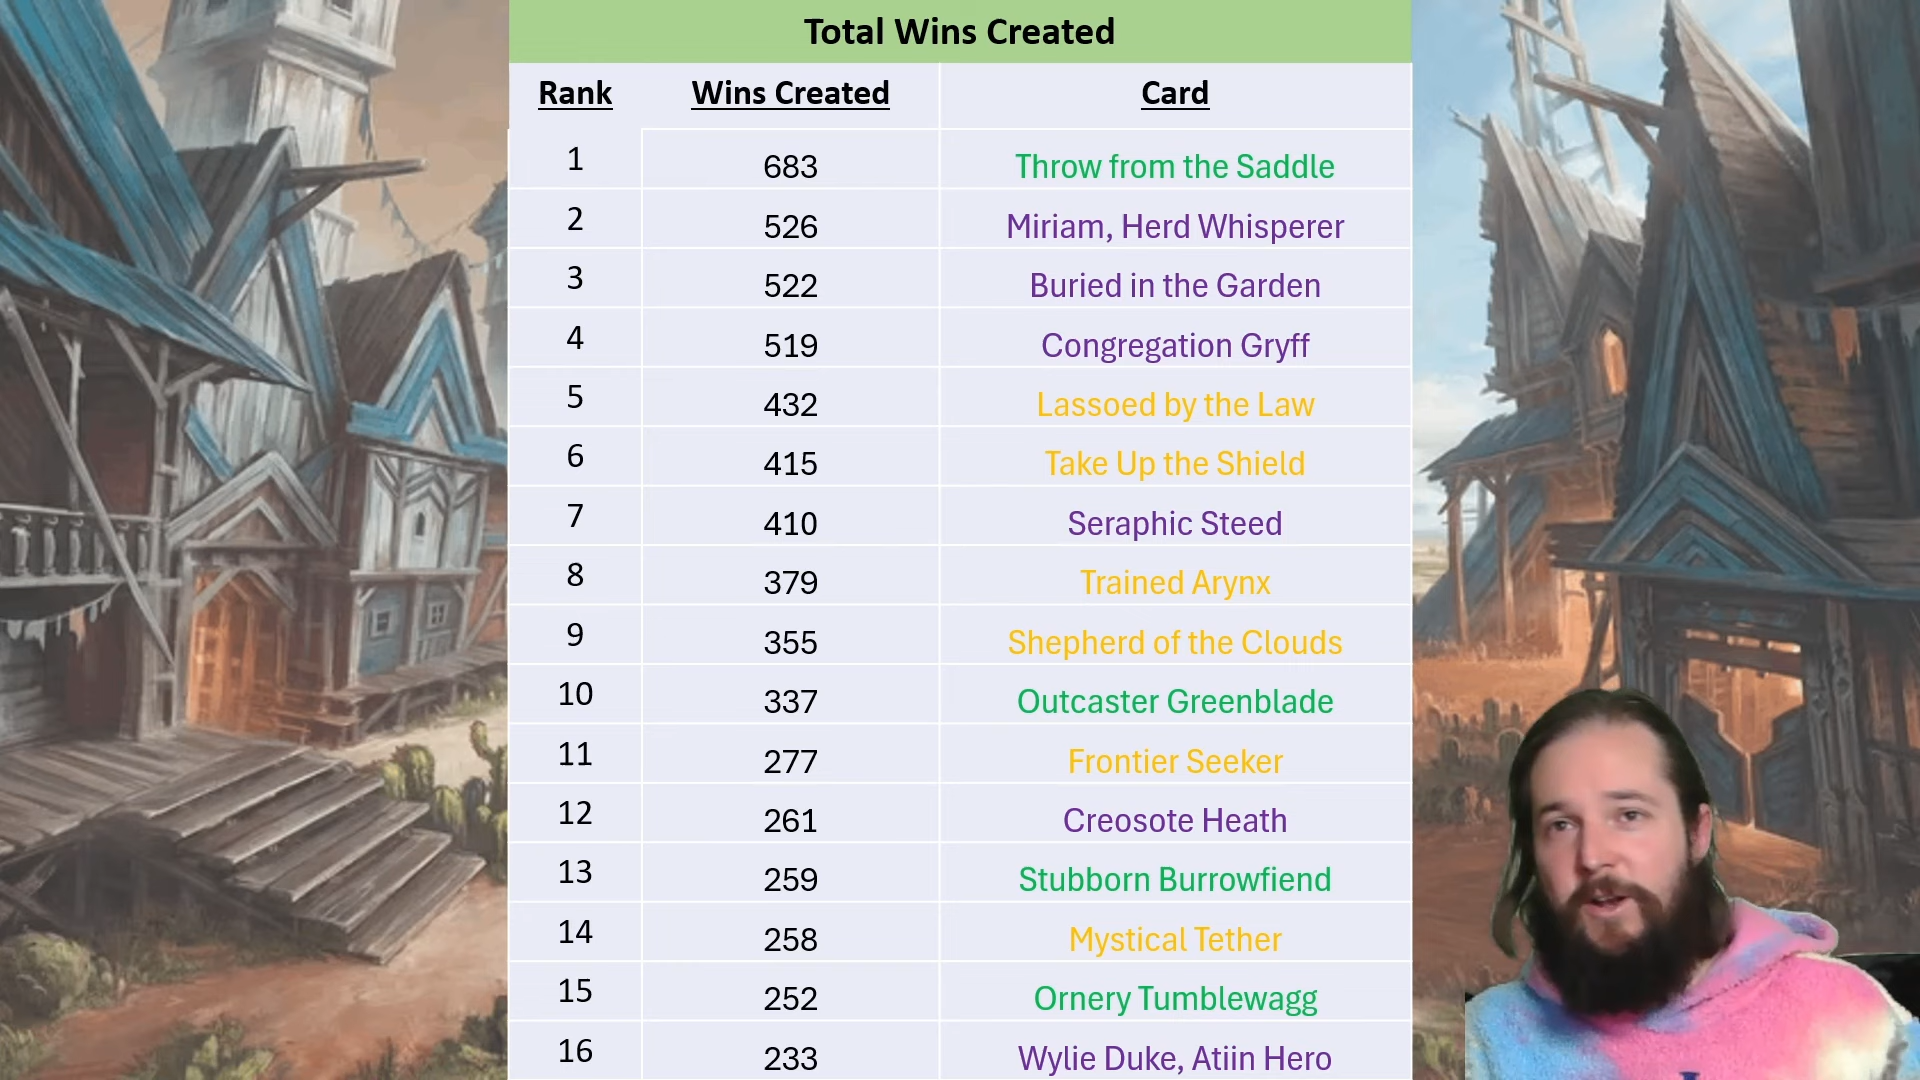 Total Wins Created
Rank Wins Created Card
1 683 Throw from the Saddle
2 526 Miriam, Herd Whisperer
3 522 Buried in the Garden
4 519 Congregation Gryff
5 432 Lassoed by the Law
6 415 Take Up the Shield
7 410 Seraphic Steed
8 379 Trained Arynx
9 355 Shepherd of the Clouds
10 337 Outcaster Greenblade
11 277 Frontier Seeker
12 261 Creosote Heath
13 259 Stubborn Burrowfiend
14 258 Mystical Tether
15 252 Ornery Tumblewagg
16 233 Wylie Duke, Atiin Hero